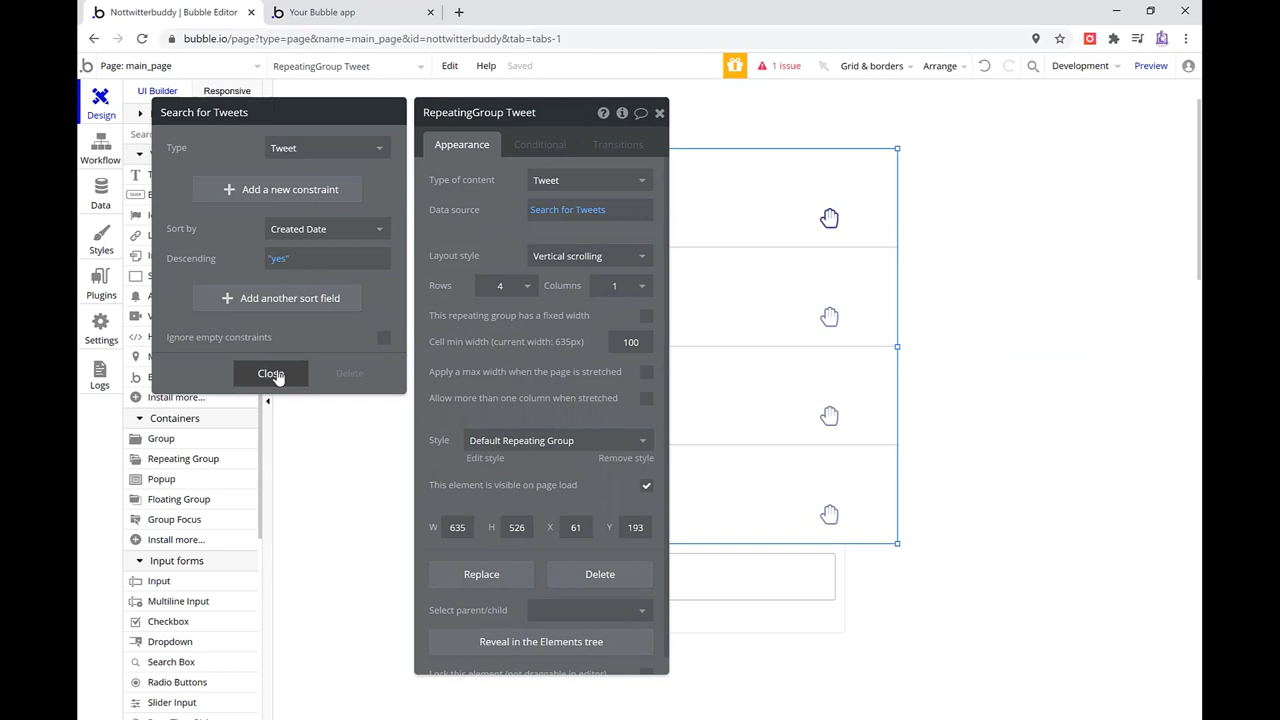 Nottwitterbuddy | Bubble Editor
Your Bubble app
bubble.io/page?type=page&name=main_page&id=nottwitterbuddy&tab=tabs-1
Page: main_page
RepeatingGroup Tweet
Edit
Help
Saved
1 issue
Grid & borders
Arrange
Development
Preview
Design
Workflow
Data
Styles
Plugins
Settings
Logs
UI Builder
Responsive
Search for Tweets
Type
Tweet
Add a new constraint
Sort by
Created Date
Descending
"yes"
Add another sort field
Ignore empty constraints
Close
Delete
Install more...
Containers
Group
Repeating Group
Popup
Floating Group
Group Focus
Install more...
Input forms
Input
Multiline Input
Checkbox
Dropdown
Search Box
Radio Buttons
Slider Input
RepeatingGroup Tweet
Appearance
Conditional
Transitions
Type of content
Tweet
Data source
Search for Tweets
Layout style
Vertical scrolling
Rows
4
Columns
1
This repeating group has a fixed width
Cell min width (current width: 635px)
100
Apply a max width when the page is stretched
Allow more than one column when stretched
Style
Default Repeating Group
Edit style
Remove style
This element is visible on page load
W
635
H
526
X
61
Y
193
Replace
Delete
Select parent/child
Reveal in the Elements tree
Lock this element (not draggable in editor)